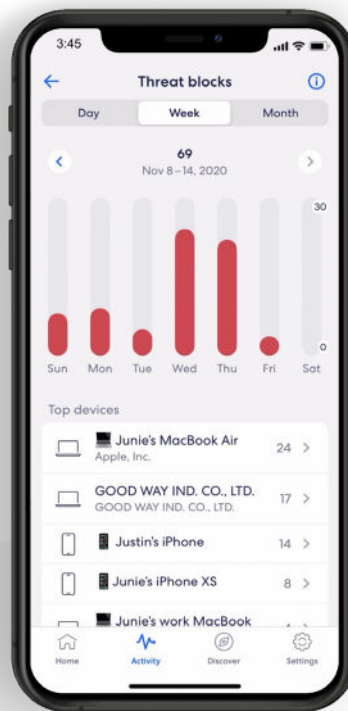 3:45
Threat blocks
Day Week Month
69
Nov 8–14, 2020
30
0
Sun Mon Tue Wed Thu Fri Sat
Top devices
Junie's MacBook Air 24
Apple, Inc.
GOOD WAY IND. CO., LTD. 17
GOOD WAY IND. CO., LTD.
Justin's iPhone 14
Junie's iPhone XS 8
Junie's work MacBook
Home Activity Discover Settings